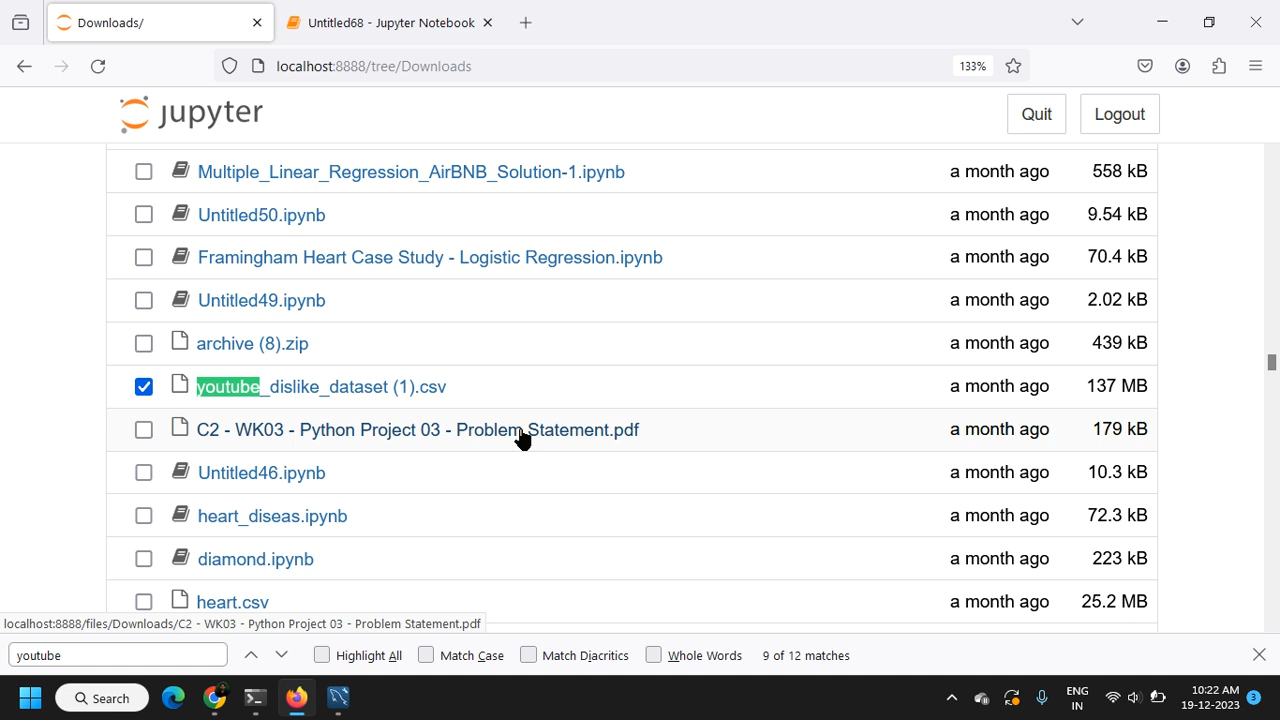 Downloads/
Untitled68 - Jupyter Notebook
localhost:8888/tree/Downloads 133%
jupyter Quit Logout
Multiple_Linear_Regression_AirBNB_Solution-1.ipynb a month ago 558 kB
Untitled50.ipynb a month ago 9.54 kB
Framingham Heart Case Study - Logistic Regression.ipynb a month ago 70.4 kB
Untitled49.ipynb a month ago 2.02 kB
archive (8).zip a month ago 439 kB
youtube_dislike_dataset (1).csv a month ago 137 MB
C2 - WK03 - Python Project 03 - Problem Statement.pdf a month ago 179 kB
Untitled46.ipynb a month ago 10.3 kB
heart_diseas.ipynb a month ago 72.3 kB
diamond.ipynb a month ago 223 kB
heart.csv a month ago 25.2 MB
localhost:8888/files/Downloads/C2 - WK03 - Python Project 03 - Problem Statement.pdf
youtube Highlight All Match Case Match Diacritics Whole Words 9 of 12 matches
Search ENG IN 10:22 AM 19-12-2023 3